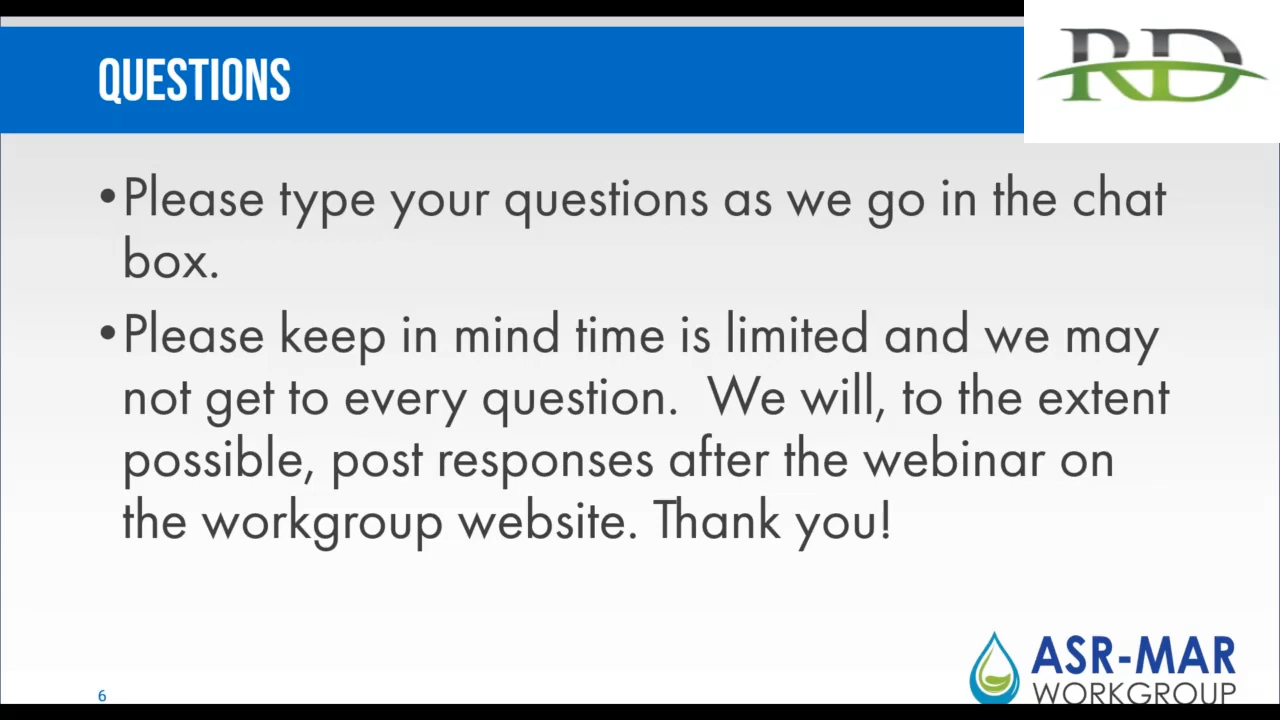 QUESTIONS
RD
•Please type your questions as we go in the chat
box.
•Please keep in mind time is limited and we may
not get to every question.  We will, to the extent
possible, post responses after the webinar on
the workgroup website. Thank you!
ASR-MAR
WORKGROUP
6